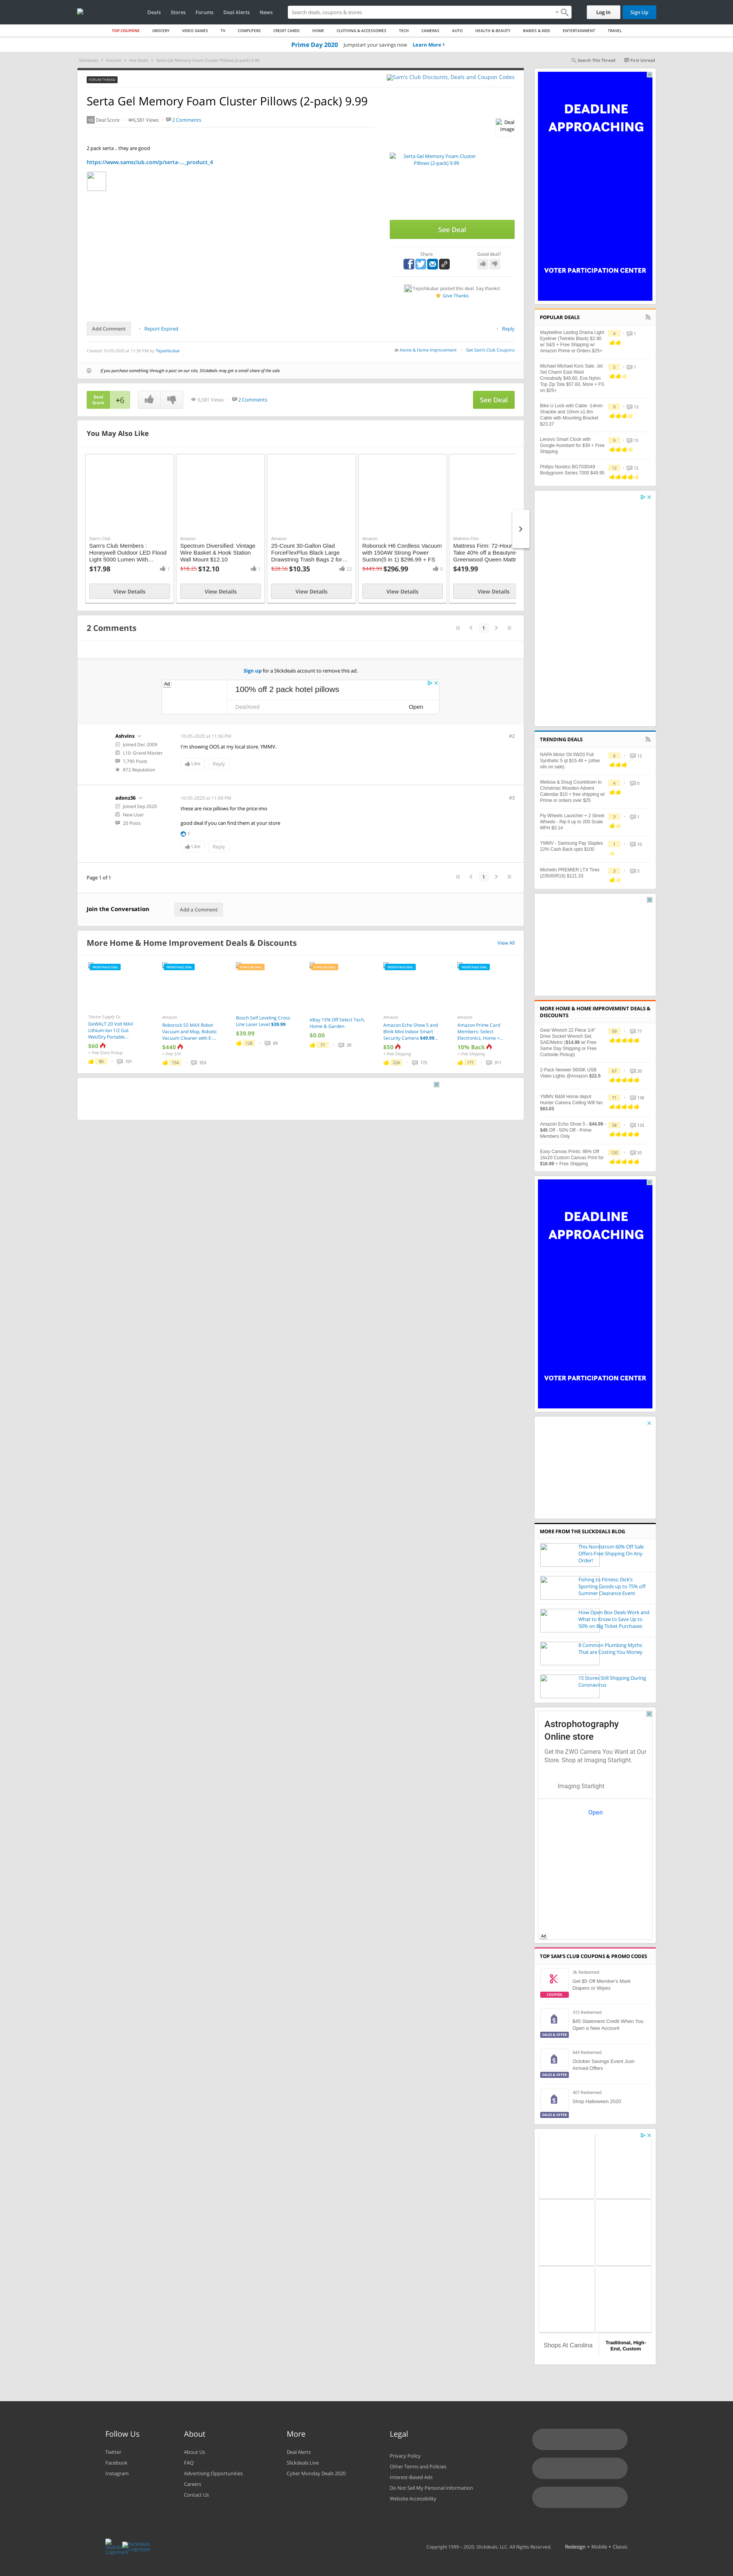 Deals Stores Forums Deal Alerts News Search deals, coupons & stores Log In Sign Up
TOP COUPONS GROCERY VIDEO GAMES TV COMPUTERS CREDIT CARDS HOME CLOTHING & ACCESSORIES TECH CAMERAS AUTO HEALTH & BEAUTY BABIES & KIDS ENTERTAINMENT TRAVEL
Prime Day 2020 Jumpstart your savings now Learn More ›
Slickdeals > Forums > Hot Deals > Serta Gel Memory Foam Cluster Pillows (2-pack) 9.99
Search This Thread First Unread
FORUM THREAD
Sam's Club Discounts, Deals and Coupon Codes
Serta Gel Memory Foam Cluster Pillows (2-pack) 9.99
+6 Deal Score 6,581 Views 2 Comments
Deal Image
2 pack serta .. they are good
https://www.samsclub.com/p/serta-..._product_4
Serta Gel Memory Foam Cluster Pillows (2-pack) 9.99
See Deal
Share
Good deal?
Tejashkubar posted this deal. Say thanks!
Give Thanks
Add Comment
Report Expired
Reply
Created 10-05-2020 at 11:30 PM by Tejashkubar
in Home & Home Improvement
Get Sam's Club Coupons
If you purchase something through a post on our site, Slickdeals may get a small share of the sale.
Deal Score +6
6,581 Views 2 Comments
See Deal
You May Also Like
Sam's Club
Sam's Club Members : Honeywell Outdoor LED Flood Light 5000 Lumen With...
$17.98 1
View Details
Amazon
Spectrum Diversified: Vintage Wire Basket & Hook Station Wall Mount $12.10
$18.25 $12.10 1
View Details
Amazon
25-Count 30-Gallon Glad ForceFlexPlus Black Large Drawstring Trash Bags 2 for...
$28.56 $10.35 22
View Details
Amazon
Roborock H6 Cordless Vacuum with 150AW Strong Power Suction(5 in 1) $296.99 + FS
$449.99 $296.99 0
View Details
Mattress Firm
Mattress Firm: 72-Hour
Take 40% off a Beautyre
Greenwood Queen Matt
$419.99
View Details
2 Comments
1
Sign up for a Slickdeals account to remove this ad.
Ad
100% off 2 pack hotel pillows
Dealsteed
Open
Ashvins
Joined Dec 2009
L10: Grand Master
7,795 Posts
872 Reputation
10-05-2020 at 11:36 PM
#2
I'm showing OOS at my local store. YMMV.
Like Reply
adonz36
Joined Sep 2020
New User
20 Posts
10-05-2020 at 11:49 PM
#3
these are nice pillows for the price imo
good deal if you can find them at your store
1
Like Reply
Page 1 of 1
1
Join the Conversation
Add a Comment
More Home & Home Improvement Deals & Discounts
View All
FRONTPAGE DEAL
Tractor Supply Co
DeWALT 20 Volt MAX Lithium Ion 1/2 Gal. Wet/Dry Portable...
$60
+ Free Store Pickup
80 101
FRONTPAGE DEAL
Amazon
Roborock S5 MAX Robot Vacuum and Mop, Robotic Vacuum Cleaner with E-...
$440
+ Free S/H
154 353
POPULAR DEAL
Bosch Self Leveling Cross Line Laser Level $39.99
$39.99
126 69
POPULAR DEAL
eBay 15% Off Select Tech, Home & Garden
$0.00
77 39
FRONTPAGE DEAL
Amazon
Amazon Echo Show 5 and Blink Mini Indoor Smart Security Camera $49.99...
$50
+ Free Shipping
224 173
FRONTPAGE DEAL
Amazon
Amazon Prime Card Members: Select Electronics, Home +...
10% Back
+ Free Shipping
171 311
DEADLINE APPROACHING
VOTER PARTICIPATION CENTER
POPULAR DEALS
Maybelline Lasting Drama Light Eyeliner (Twinkle Black) $2.90 w/ S&S + Free Shipping w/ Amazon Prime or Orders $25+
4 1
Michael Michael Kors Sale: Jet Set Charm East West Crossbody $46.60, Eva Nylon Top Zip Tote $57.60, More + FS on $25+
5 1
Bike U Lock with Cable -14mm Shackle and 10mm x1.8m Cable with Mounting Bracket $23.37
9 13
Lenovo Smart Clock with Google Assistant for $39 + Free Shipping
9 15
Philips Norelco BG7030/49 Bodygroom Series 7000 $49.95
12 12
TRENDING DEALS
NAPA Motor Oil 0W20 Full Synthetic 5 qt $15.49 + (other oils on sale)
6 12
Melissa & Doug Countdown to Christmas Wooden Advent Calendar $10 + free shipping w/ Prime or orders over $25
4 0
Fly Wheels Launcher + 2 Street Wheels - Rip it up to 200 Scale MPH $3.14
3 1
YMMV - Samsung Pay Staples 22% Cash Back upto $100
1 10
Michelin PREMIER LTX Tires (235/65R18) $121.33
3 3
MORE HOME & HOME IMPROVEMENT DEALS & DISCOUNTS
Gear Wrench 22 Piece 1/4" Drive Socket Wrench Set, SAE/Metric ($14.99 w/ Free Same Day Shipping or Free Curbside Pickup)
59 77
2-Pack Neewer 5600K USB Video Lights @Amazon $22.5
67 20
YMMV B&M Home depot Hunter Calvera Ceiling Will fan $63.03
71 136
Amazon Echo Show 5 - $44.99 - $45 Off - 50% Off - Prime Members Only
58 133
Easy Canvas Prints: 88% Off 16x20 Custom Canvas Print for $16.99 + Free Shipping
120 55
DEADLINE APPROACHING
VOTER PARTICIPATION CENTER
MORE FROM THE SLICKDEALS BLOG
This Nordstrom 60% Off Sale Offers Free Shipping On Any Order!
Fishing to Fitness: Dick's Sporting Goods up to 75% off Summer Clearance Event
How Open Box Deals Work and What to Know to Save Up to 50% on Big Ticket Purchases
8 Common Plumbing Myths That are Costing You Money
15 Stores Still Shipping During Coronavirus
Astrophotography Online store
Get the ZWO Camera You Want at Our Store. Shop at Imaging Starlight.
Imaging Starlight
Open
Ad
TOP SAM'S CLUB COUPONS & PROMO CODES
COUPON
3k Redeemed
Get $5 Off Member's Mark Diapers or Wipes
SALES & OFFER
315 Redeemed
$45 Statement Credit When You Open a New Account
SALES & OFFER
643 Redeemed
October Savings Event Just-Arrived Offers
SALES & OFFER
407 Redeemed
Shop Halloween 2020
Shops At Carolina
Traditional, High-End, Custom
Follow Us
Twitter
Facebook
Instagram
About
About Us
FAQ
Advertising Opportunities
Careers
Contact Us
More
Deal Alerts
Slickdeals Live
Cyber Monday Deals 2020
Legal
Privacy Policy
Other Terms and Policies
Interest-Based Ads
Do Not Sell My Personal Information
Website Accessibility
Copyright 1999 – 2020. Slickdeals, LLC. All Rights Reserved.
Redesign • Mobile • Classic